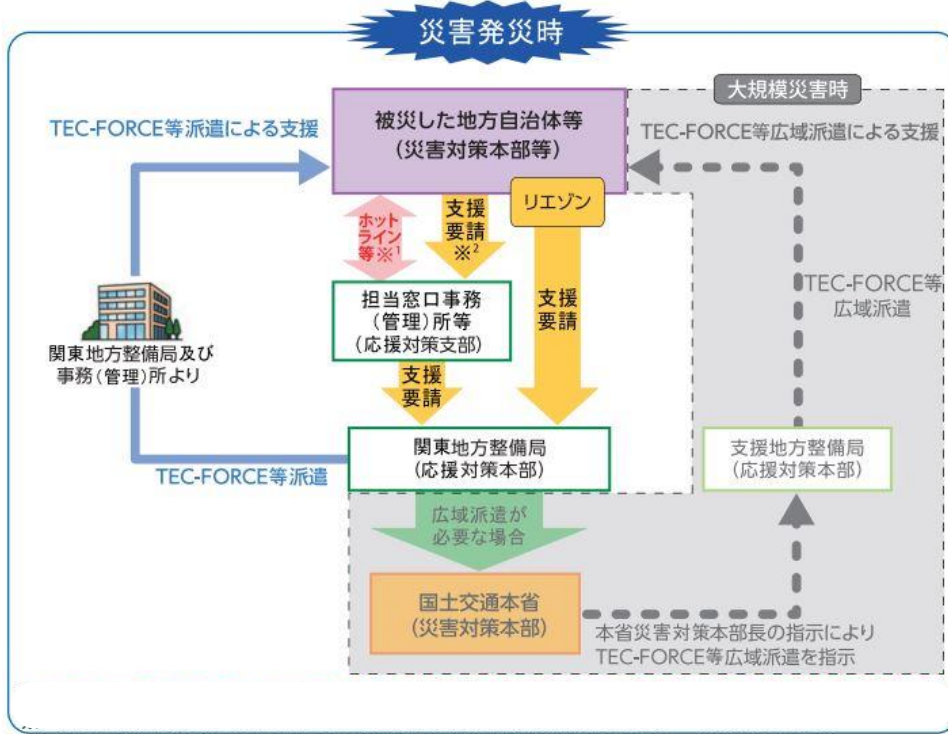 災害発災時
大規模災害時
TEC-FORCE等派遣による支援
被災した地方自治体等
(災害対策本部等)
TEC-FORCE等広域派遣による支援
リエゾン
ホット
ライン
等※1
支援
要請
※2
担当窓口事務
(管理)所等
(応援対策支部)
支援
要請
TEC-FORCE等
広域派遣
関東地方整備局及び
事務(管理)所より
支援
要請
関東地方整備局
(応援対策本部)
支援地方整備局
(応援対策本部)
TEC-FORCE等派遣
広域派遣が
必要な場合
国土交通本省
(災害対策本部)
本省災害対策本部長の指示により
TEC-FORCE等広域派遣を指示